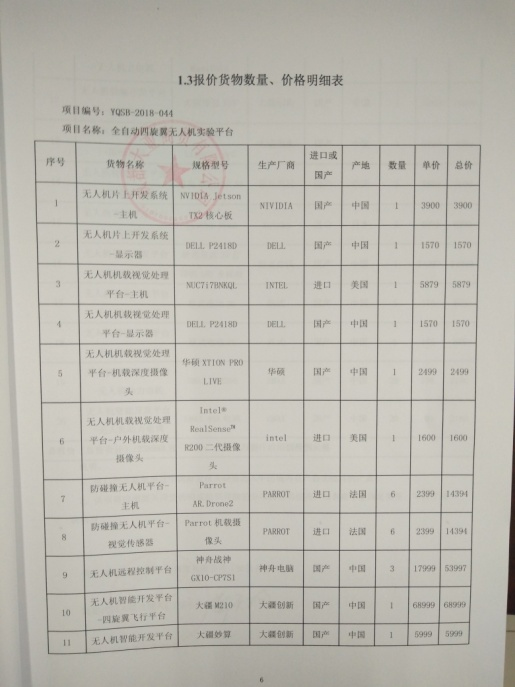 1.3报价货物数量、价格明细表
项目编号：YQSB-2018-044
项目名称：全自动四旋翼无人机实验平台
序号 货物名称 规格型号 生产厂商 进口或国产 产地 数量 单价 总价
1 无人机片上开发系统-主机 NVIDIA Jetson TX2 核心板 NIVIDIA 国产 中国 1 3900 3900
2 无人机片上开发系统-显示器 DELL P2418D DELL 国产 中国 1 1570 1570
3 无人机机载视觉处理平台-主机 NUC7i7BNKQL INTEL 进口 美国 1 5879 5879
4 无人机机载视觉处理平台-显示器 DELL P2418D DELL 国产 中国 1 1570 1570
5 无人机机载视觉处理平台-机载深度摄像头 华硕 XTION PRO LIVE 华硕 国产 中国 1 2499 2499
6 无人机机载视觉处理平台-户外机载深度摄像头 Intel® RealSense™ R200 二代摄像头 intel 进口 美国 1 1600 1600
7 防碰撞无人机平台-主机 Parrot AR.Drone2 PARROT 进口 法国 6 2399 14394
8 防碰撞无人机平台-视觉传感器 Parrot 机载摄像头 PARROT 进口 法国 6 2399 14394
9 无人机远程控制平台 神舟战神 GX10-CP7S1 神舟电脑 国产 中国 3 17999 53997
10 无人机智能开发平台-四旋翼飞行平台 大疆 M210 大疆创新 国产 中国 1 68999 68999
11 无人机智能开发平台 大疆妙算 大疆创新 国产 中国 1 5999 5999
6